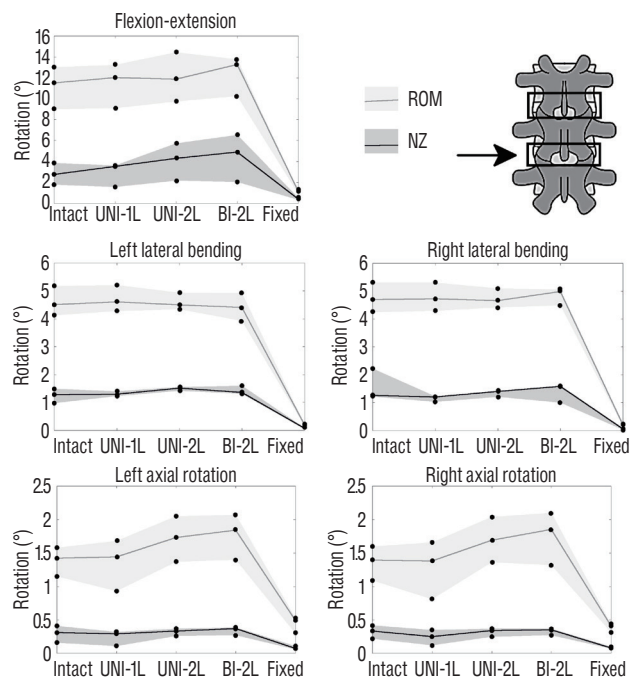 Flexion-extension
Rotation (°)
16
14
12
10
8
6
4
2
0
Intact UNI-1L UNI-2L BI-2L Fixed
ROM
NZ
Left lateral bending
Rotation (°)
6
5
4
3
2
1
0
Intact UNI-1L UNI-2L BI-2L Fixed
Right lateral bending
Rotation (°)
6
5
4
3
2
1
0
Intact UNI-1L UNI-2L BI-2L Fixed
Left axial rotation
Rotation (°)
2.5
2
1.5
1
0.5
0
Intact UNI-1L UNI-2L BI-2L Fixed
Right axial rotation
Rotation (°)
2.5
2
1.5
1
0.5
0
Intact UNI-1L UNI-2L BI-2L Fixed